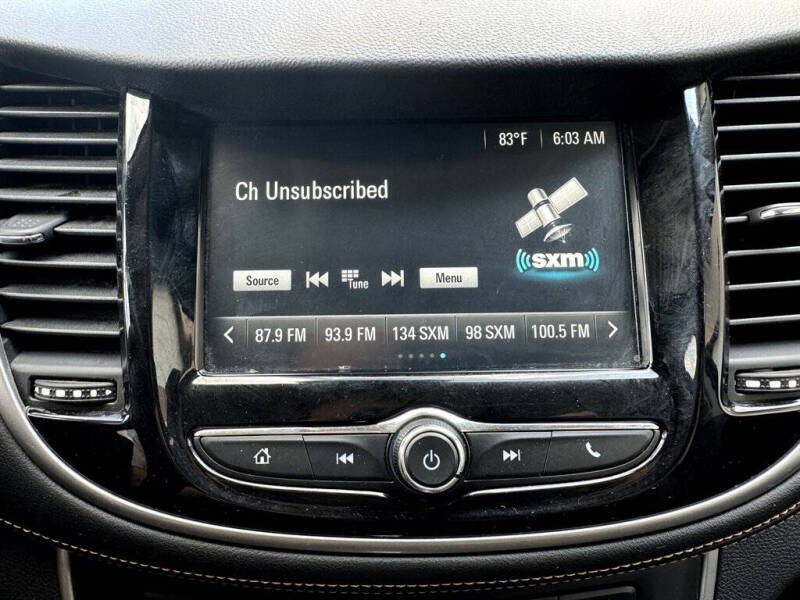 83°F 6:03 AM
Ch Unsubscribed
sxm
Source Tune Menu
87.9 FM 93.9 FM 134 SXM 98 SXM 100.5 FM